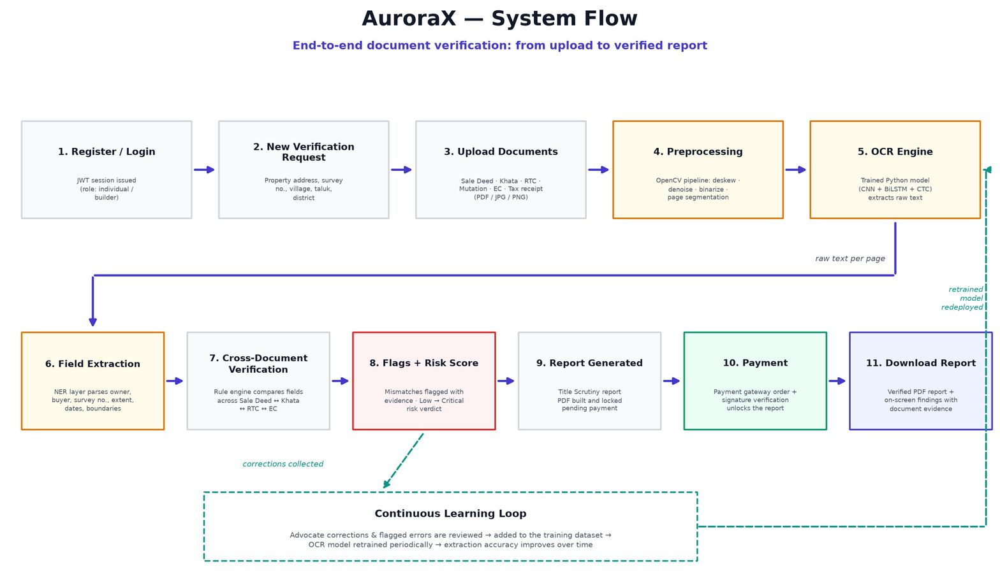 AuroraX — System Flow
End-to-end document verification: from upload to verified report
1. Register / Login
JWT session issued
(role: individual /
builder)
2. New Verification
Request
Property address, survey
no., village, taluk,
district
3. Upload Documents
Sale Deed · Khata · RTC ·
Mutation · EC · Tax receipt
(PDF / JPG / PNG)
4. Preprocessing
OpenCV pipeline: deskew ·
denoise · binarize ·
page segmentation
5. OCR Engine
Trained Python model
(CNN + BiLSTM + CTC)
extracts raw text
raw text per page
retrained
model
redeployed
6. Field Extraction
NER layer parses owner,
buyer, survey no., extent,
dates, boundaries
7. Cross-Document
Verification
Rule engine compares fields
across Sale Deed ↔ Khata
↔ RTC ↔ EC
8. Flags + Risk Score
Mismatches flagged with
evidence · Low → Critical
risk verdict
9. Report Generated
Title Scrutiny report
PDF built and locked
pending payment
10. Payment
Payment gateway order +
signature verification
unlocks the report
11. Download Report
Verified PDF report +
on-screen findings with
document evidence
corrections collected
Continuous Learning Loop
Advocate corrections & flagged errors are reviewed → added to the training dataset →
OCR model retrained periodically → extraction accuracy improves over time